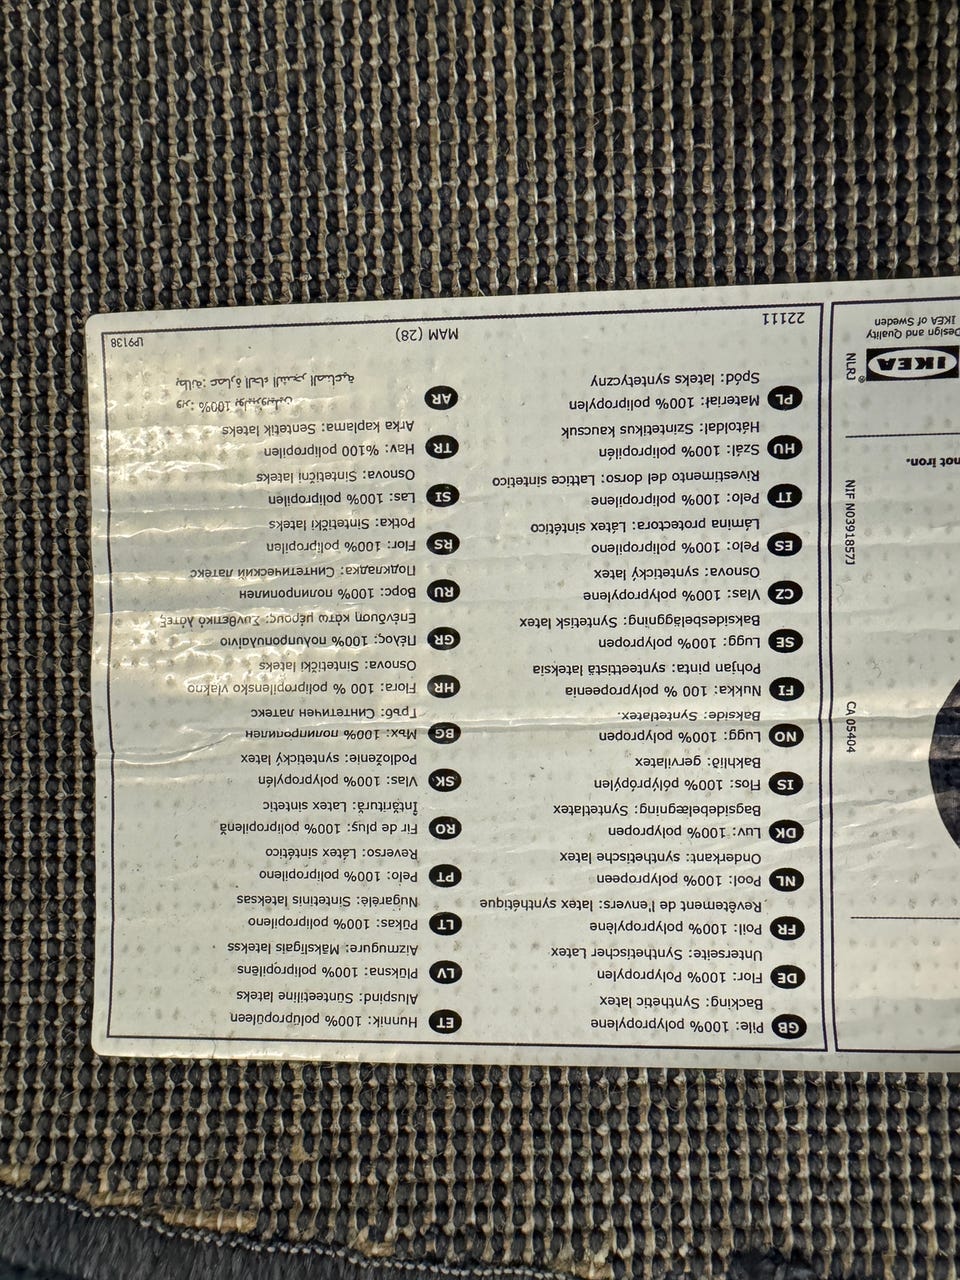 not iron.
®
IKEA
Design and Quality
IKEA of Sweden
CA 05404
NIF N0391857J
GB Pile: 100% polypropylene
Backing: Synthetic latex
DE Flor: 100% Polypropylen
Unterseite: Synthetischer Latex
FR Poil: 100% polypropylène
Revêtement de l'envers: latex synthétique
NL Pool: 100% polypropeen
Onderkant: synthetische latex
DK Luv: 100% polypropen
Bagsidebelægning: Syntetlatex
IS Flos: 100% pólýprópýlen
Bakhlið: gervilatex
NO Lugg: 100% polypropen
Bakside: Syntetlatex.
FI Nukka: 100 % polypropeenia
Pohjan pinta: synteettistä lateksia
SE Lugg: 100% polypropen
Baksidesbeläggning: Syntetisk latex
CZ Vlas: 100% polypropylene
Osnova: syntetický latex
ES Pelo: 100% polipropileno
Lámina protectora: Látex sintético
IT Pelo: 100% polipropilene
Rivestimento del dorso: Lattice sintetico
HU Szál: 100% polipropilén
Hátoldal: Szintetikus kaucsuk
PL Materiał: 100% polipropylen
Spód: lateks syntetyczny
22111
ET Hunnik: 100% polüpropüleen
Aluspind: Sünteetiline lateks
LV Plūksna: 100% polipropilēns
Aizmugure: Mākslīgais latekss
LT Pūkas: 100% polipropileno
Nugarėlė: Sintetinis lateksas
PT Pelo: 100% polipropileno
Reverso: Látex sintético
RO Fir de pluş: 100% polipropilenă
Întăritură: Latex sintetic
SK Vlas: 100% polypropylén
Podloženie: syntetický latex
BG Мъх: 100% полипропилен
Гръб: Синтетичен латекс
HR Flora: 100 % polipropilensko vlakno
Osnova: Sintetički lateks
GR Πέλος: 100% πολυπροπυλαίνιο
Επένδυση κάτω μέρους: Συνθετικό λάτεξ
RU Ворс: 100% полипропилен
Подкладка: Синтетический латекс
RS Flor: 100% polipropilen
Potka: Sintetički lateks
SI Las: 100% polipropilen
Osnova: Sintetični lateks
TR Hav: %100 polipropilen
Arka kaplama: Sentetik lateks
AR
MAM (28)
LP9138